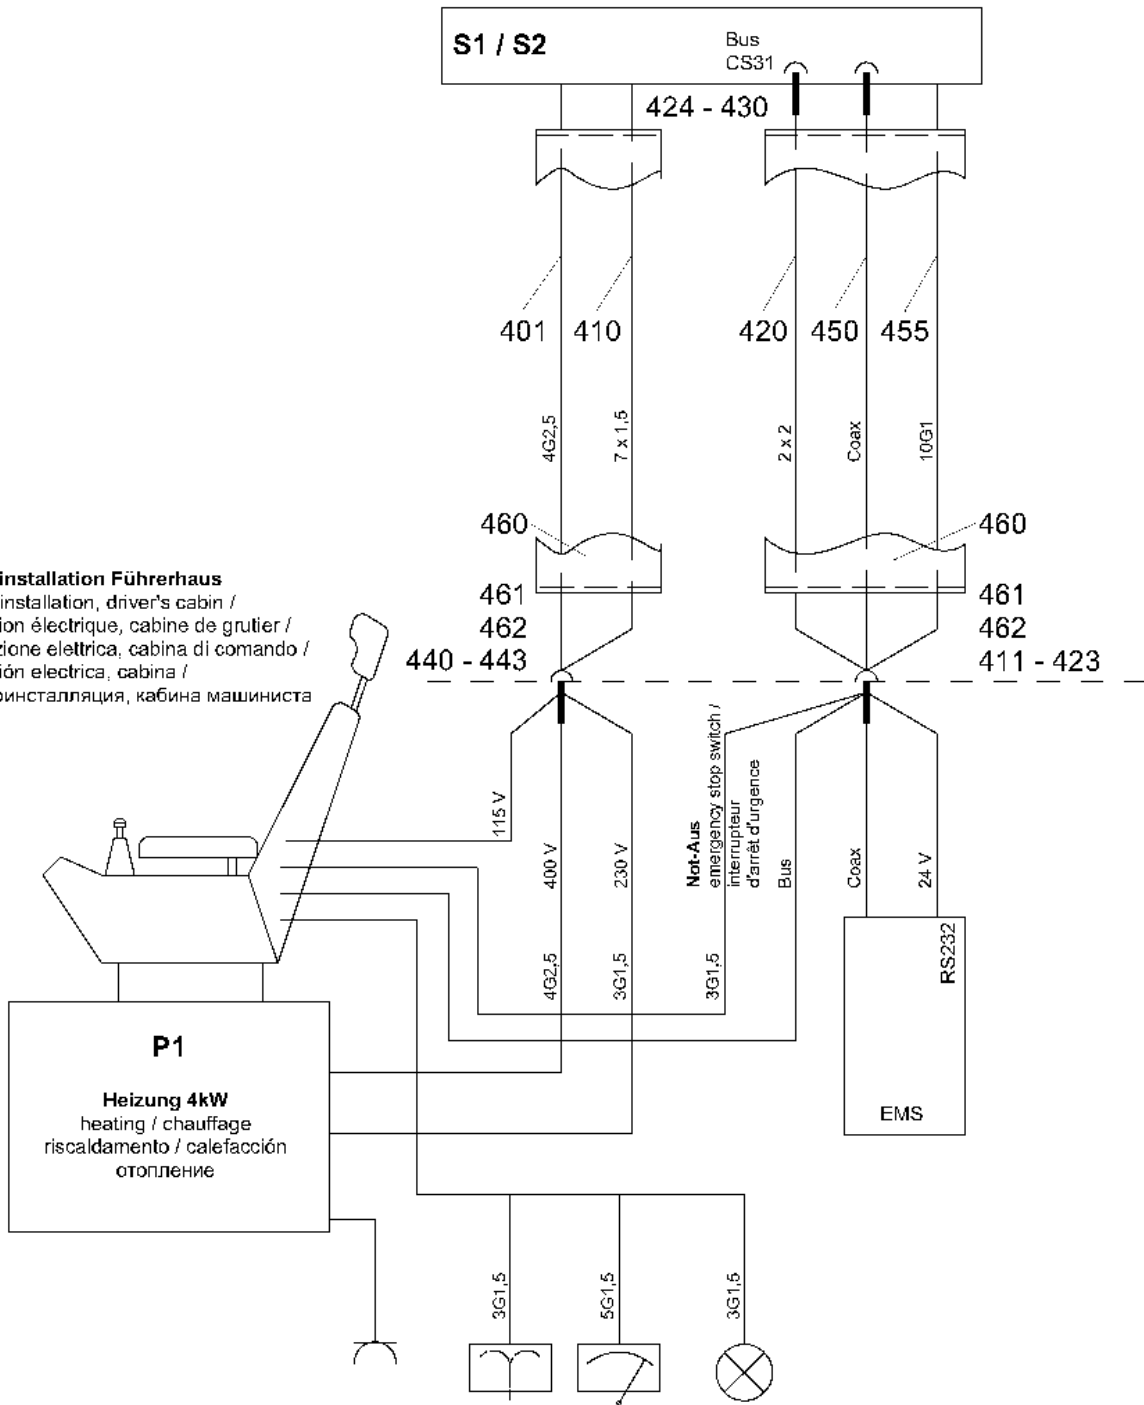 S1 / S2
Bus
CS31
424 - 430
401
410
420
450
455
4G2,5
7 x 1,5
2 x 2
Coax
10G1
460
460
461
461
462
462
440 - 443
411 - 423
installation Führerhaus
installation, driver's cabin /
ion électrique, cabine de grutier /
zione elettrica, cabina di comando /
ión electrica, cabina /
оинсталляция, кабина машиниста
115 V
400 V
230 V
Not-Aus
emergency stop switch /
interrupteur
d'arrêt d'urgence
Bus
Coax
24 V
4G2,5
3G1,5
3G1,5
RS232
EMS
P1
Heizung 4kW
heating / chauffage
riscaldamento / calefacción
отопление
3G1,5
5G1,5
3G1,5